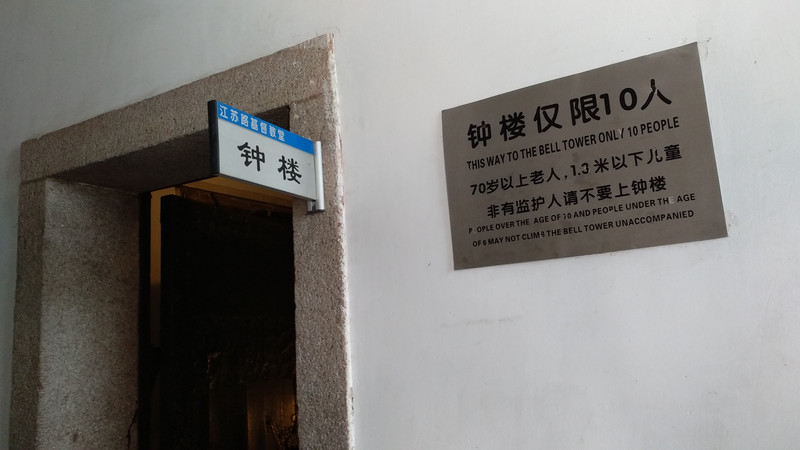 江苏路基督教堂
钟楼
钟楼仅限10人
THIS WAY TO THE BELL TOWER ONLY 10 PEOPLE
70岁以上老人,1.3米以下儿童
非有监护人请不要上钟楼
PEOPLE OVER THE AGE OF 70 AND PEOPLE UNDER THE AGE
OF 6 MAY NOT CLIMB THE BELL TOWER UNACCOMPANIED